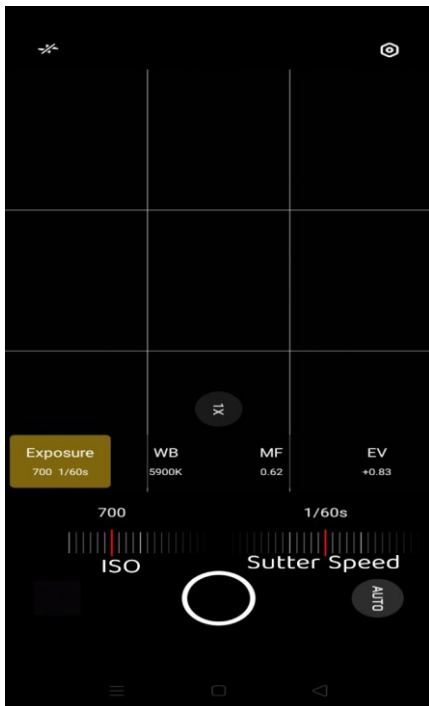 1X
Exposure WB MF EV
700 1/60s 5900K 0.62 +0.83
700 1/60s
ISO Sutter Speed
AUTO